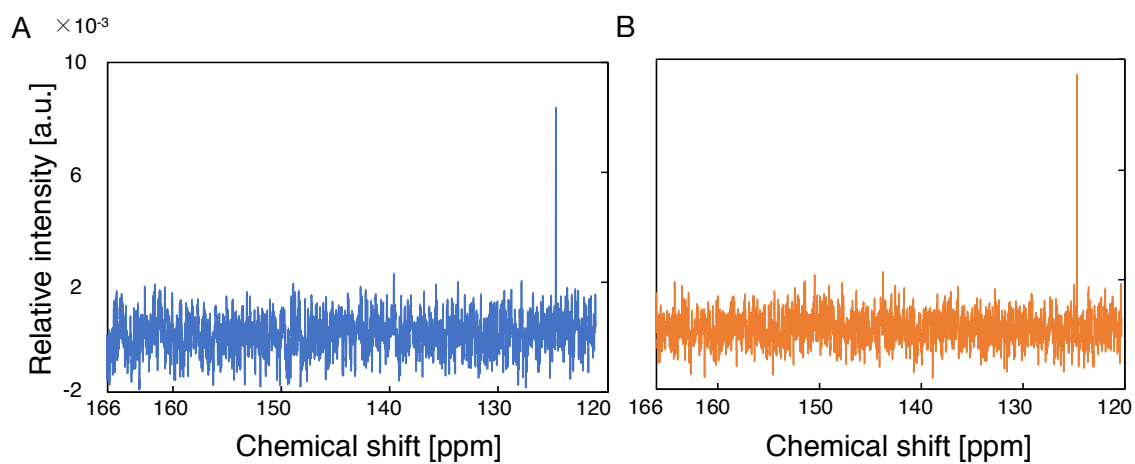 A
× 10-3
10
6
2
-2
Relative intensity [a.u.]
166 160 150 140 130 120
Chemical shift [ppm]
B
166 160 150 140 130 120
Chemical shift [ppm]